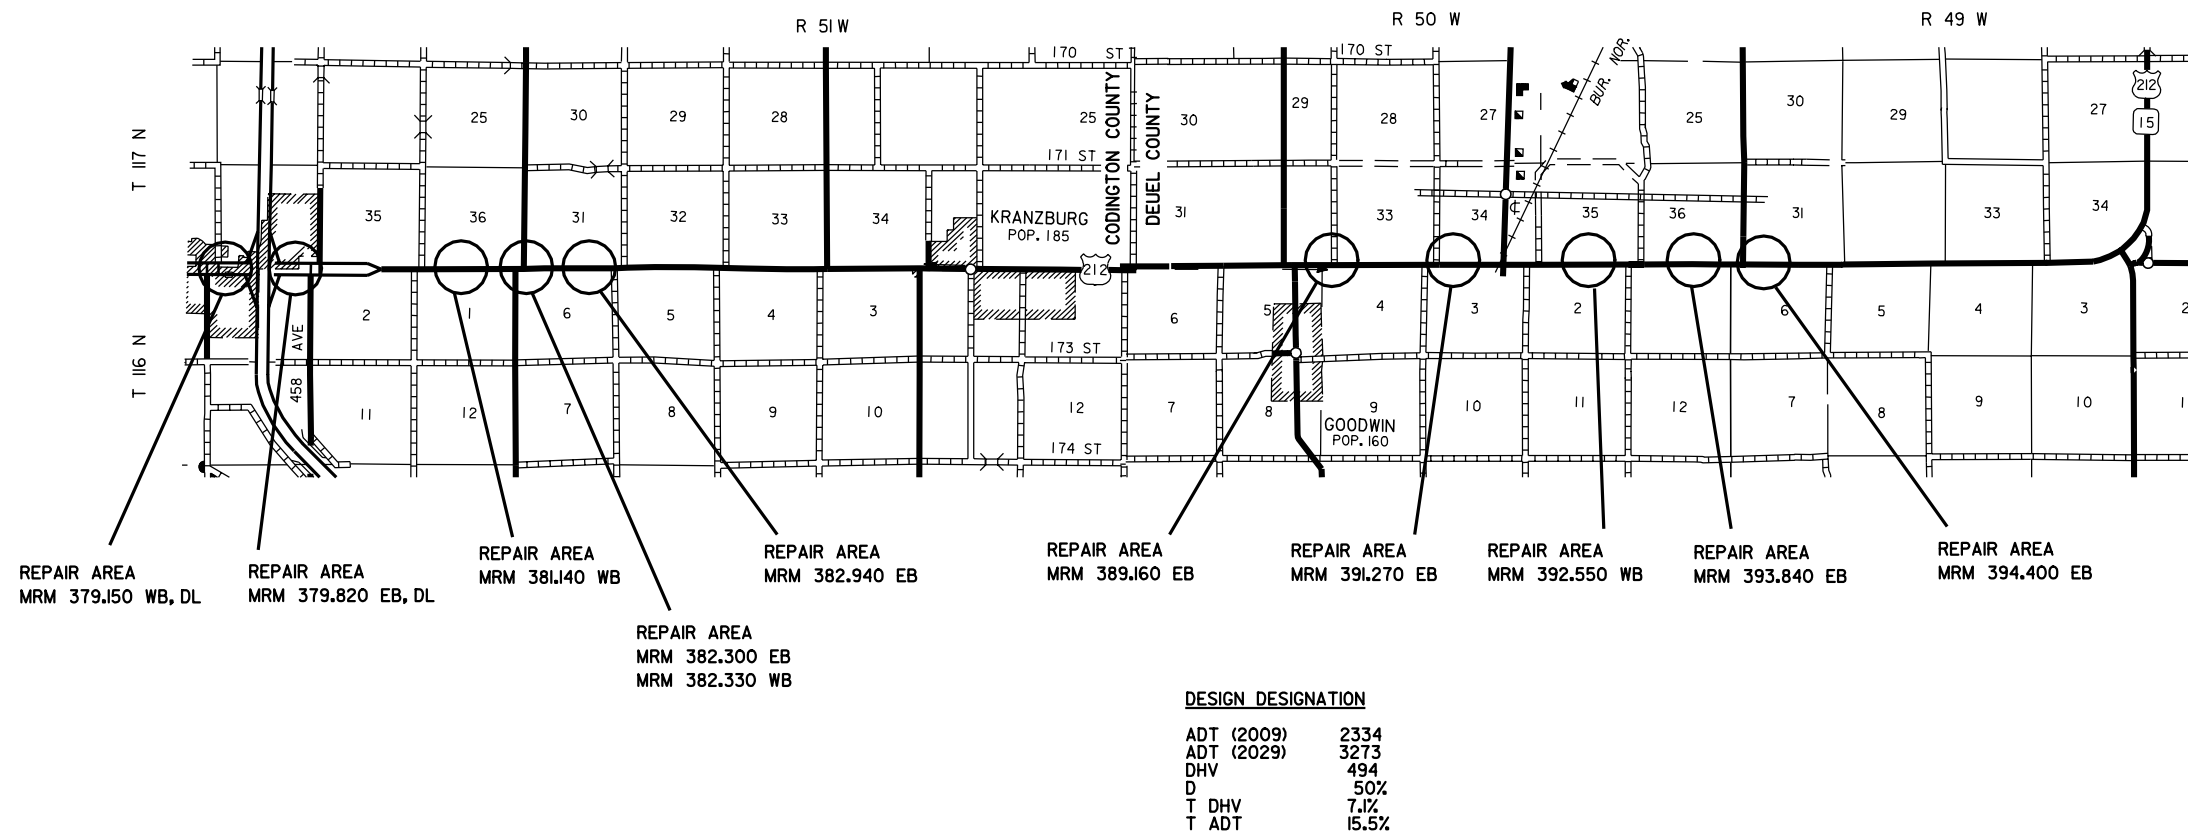 R 51 W
R 50 W
R 49 W
170 ST
170 ST
T 117 N
CODINGTON COUNTY
DEUEL COUNTY
BUR. NOR.
212
15
25
30
29
28
25
30
29
28
27
25
30
29
27
171 ST
35
36
31
32
33
34
KRANZBURG
POP. 185
31
33
34
35
36
31
33
34
212
T 116 N
458 AVE
2
1
6
5
4
3
6
5
4
3
2
6
5
4
3
2
173 ST
11
12
7
8
9
10
12
7
8
9
10
11
12
7
8
9
10
1
GOODWIN
POP. 160
174 ST
REPAIR AREA
MRM 379.150 WB, DL
REPAIR AREA
MRM 379.820 EB, DL
REPAIR AREA
MRM 381.140 WB
REPAIR AREA
MRM 382.300 EB
MRM 382.330 WB
REPAIR AREA
MRM 382.940 EB
REPAIR AREA
MRM 389.160 EB
REPAIR AREA
MRM 391.270 EB
REPAIR AREA
MRM 392.550 WB
REPAIR AREA
MRM 393.840 EB
REPAIR AREA
MRM 394.400 EB
DESIGN DESIGNATION
ADT (2009) 2334
ADT (2029) 3273
DHV 494
D 50%
T DHV 7.1%
T ADT 15.5%